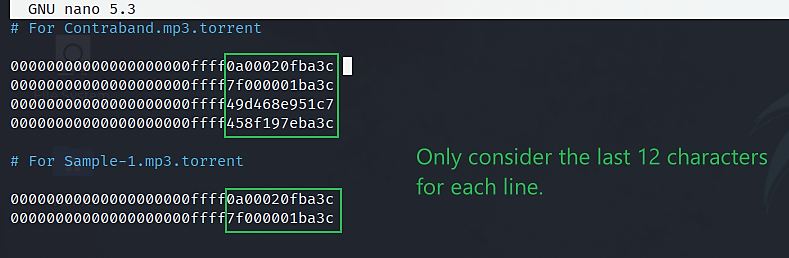 GNU nano 5.3
# For Contraband.mp3.torrent
00000000000000000000ffff0a00020fba3c
00000000000000000000ffff7f000001ba3c
00000000000000000000ffff49d468e951c7
00000000000000000000ffff458f197eba3c
# For Sample-1.mp3.torrent
00000000000000000000ffff0a00020fba3c
00000000000000000000ffff7f000001ba3c
Only consider the last 12 characters
for each line.